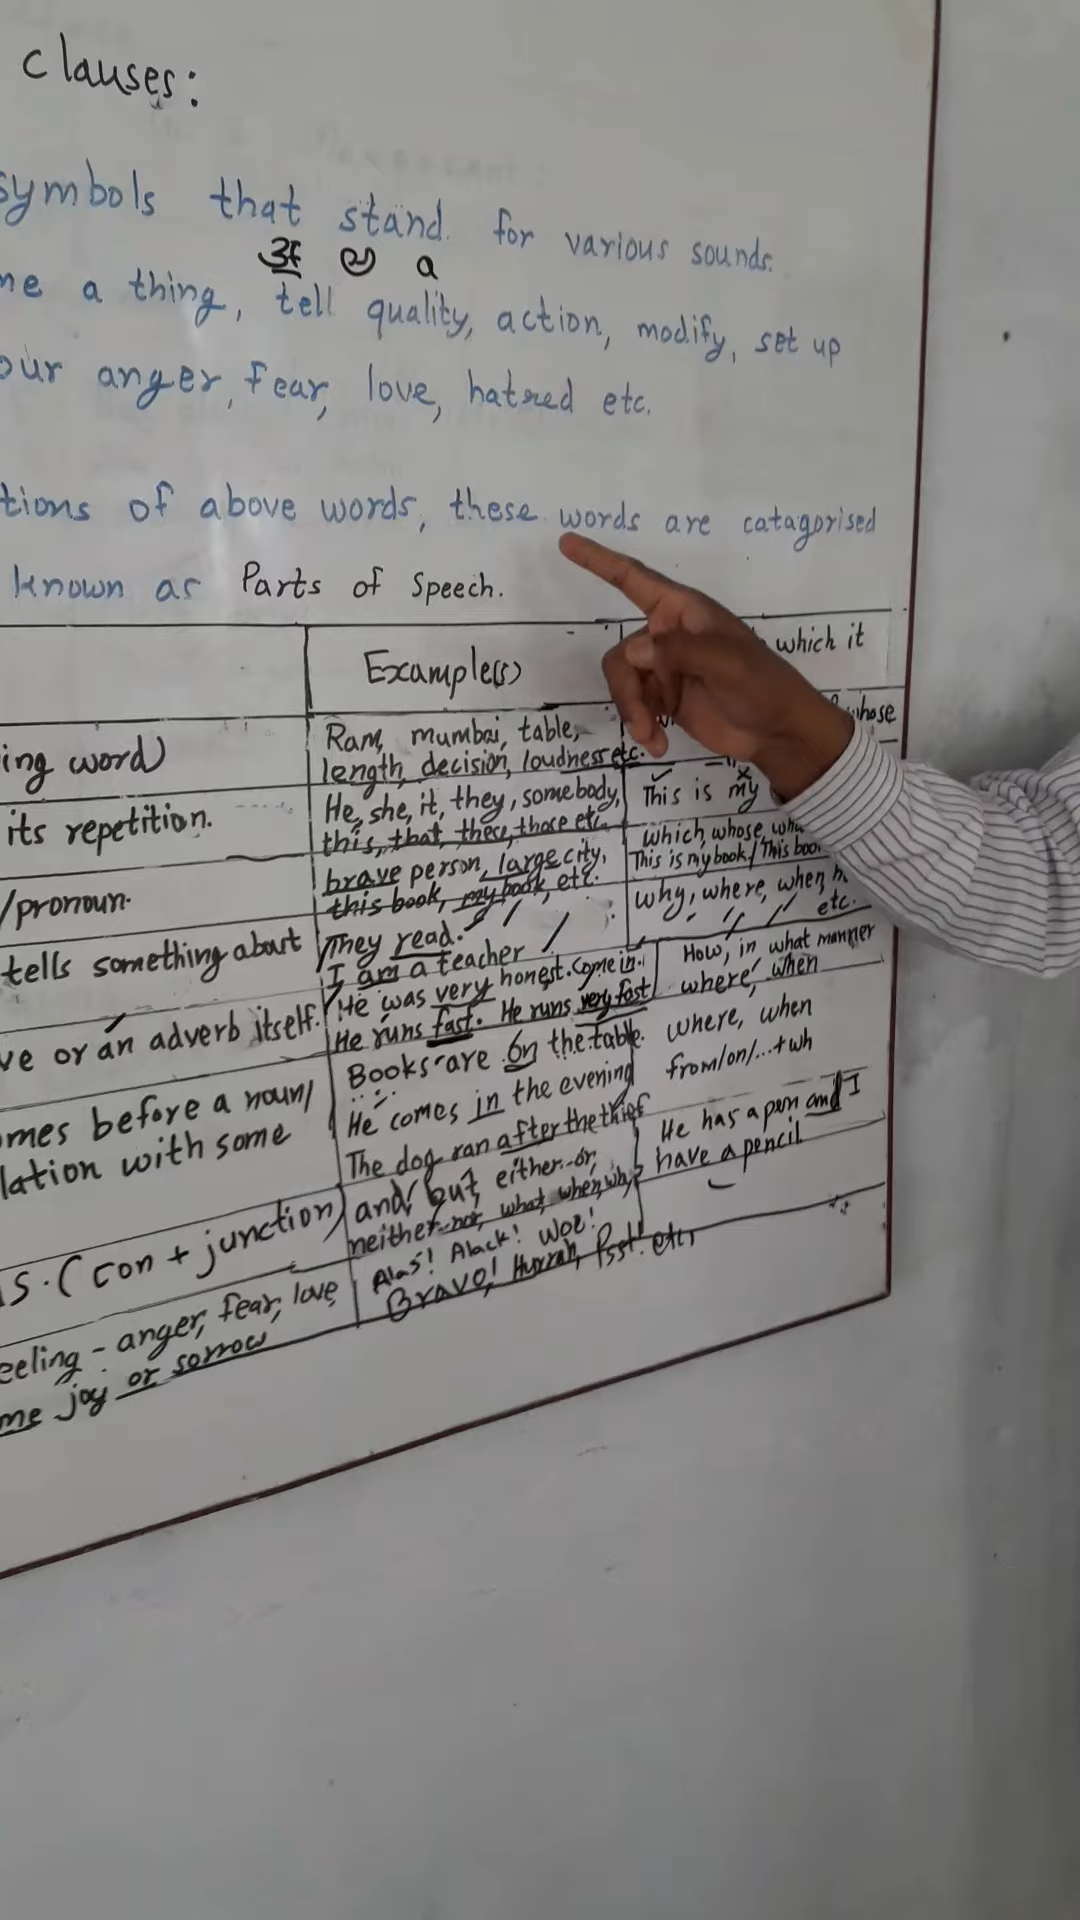 clauses:
symbols that stand for various sounds.
अ a
me a thing, tell quality, action, modify, set up
our anger, fear, love, hatred etc.
tions of above words, these words are catagorised
known as Parts of Speech.
Example(s)
which it
whose
ing word
Ram, mumbai, table,
length, decision, loudness etc.
its repetition.
He, she, it, they, somebody,
this, that, these, those etc.
This is my
/pronoun.
brave person, large city,
this book, my book, etc.
which, whose,
This is my book/This boo
tells something about
They read.
I am a teacher
why, where, when, h
etc.
ve or an adverb itself.
He was very honest. Come in.
He runs fast. He runs very fast
How, in what manner
where, when
omes before a noun/
lation with some
Books are on the table.
He comes in the evening
The dog ran after the thief
where, when
from/on/...+wh
s. (con + junction)
and, but, either-or,
neither-nor, what, when, why
He has a pen and I
have a pencil
eeling - anger, fear, love
me joy or sorrow
Alas! Alack! Woe!
Bravo! Hurrah, Psst! etc,